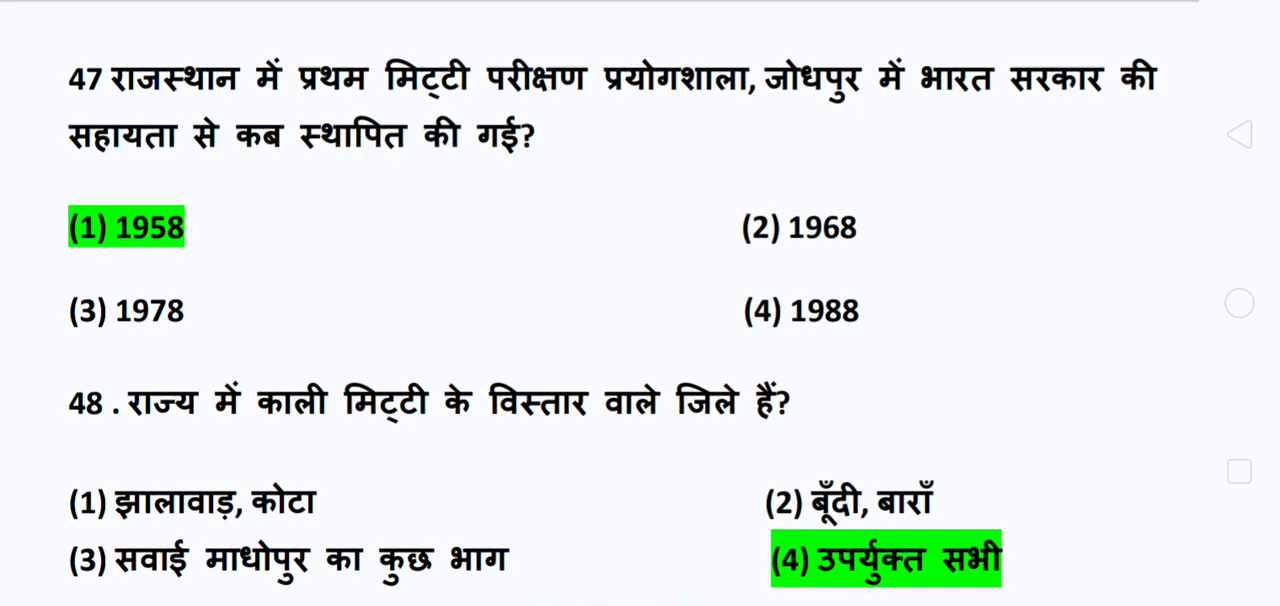 47 राजस्थान में प्रथम मिट्टी परीक्षण प्रयोगशाला, जोधपुर में भारत सरकार की
सहायता से कब स्थापित की गई?
(1) 1958 (2) 1968
(3) 1978 (4) 1988
48 . राज्य में काली मिट्टी के विस्तार वाले जिले हैं?
(1) झालावाड़, कोटा (2) बूँदी, बाराँ
(3) सवाई माधोपुर का कुछ भाग (4) उपर्युक्त सभी